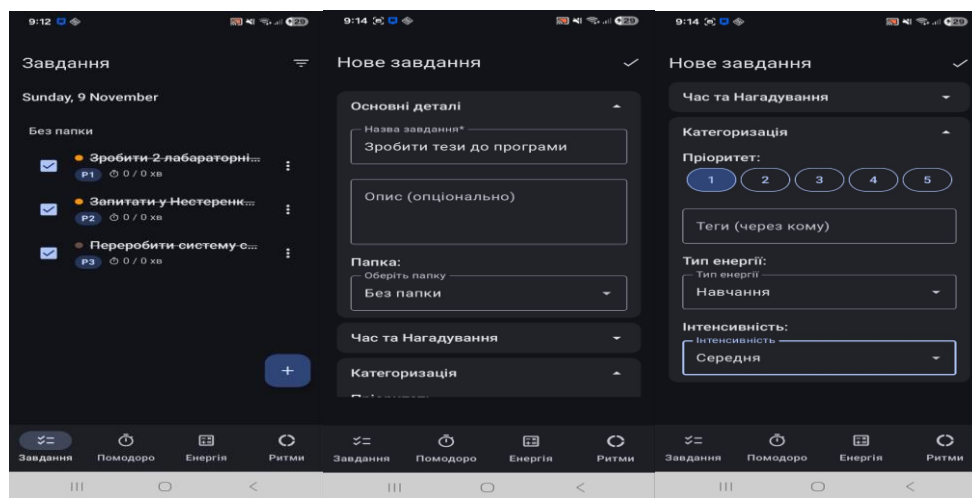 9:12
29
Завдання
Sunday, 9 November
Без папки
Зробити 2 лабораторні...
P1 0 / 0 хв
Запитати у Нестеренк...
P2 0 / 0 хв
Переробити систему с...
P3 0 / 0 хв
+
Завдання Помодоро Енергія Ритми
9:14
29
Нове завдання
Основні деталі
Назва завдання*
Зробити тези до програми
Опис (опціонально)
Папка:
Оберіть папку
Без папки
Час та Нагадування
Категоризація
Завдання Помодоро Енергія Ритми
9:14
29
Нове завдання
Час та Нагадування
Категоризація
Пріоритет:
1 2 3 4 5
Теги (через кому)
Тип енергії:
Тип енергії
Навчання
Інтенсивність:
Інтенсивність
Середня
Завдання Помодоро Енергія Ритми